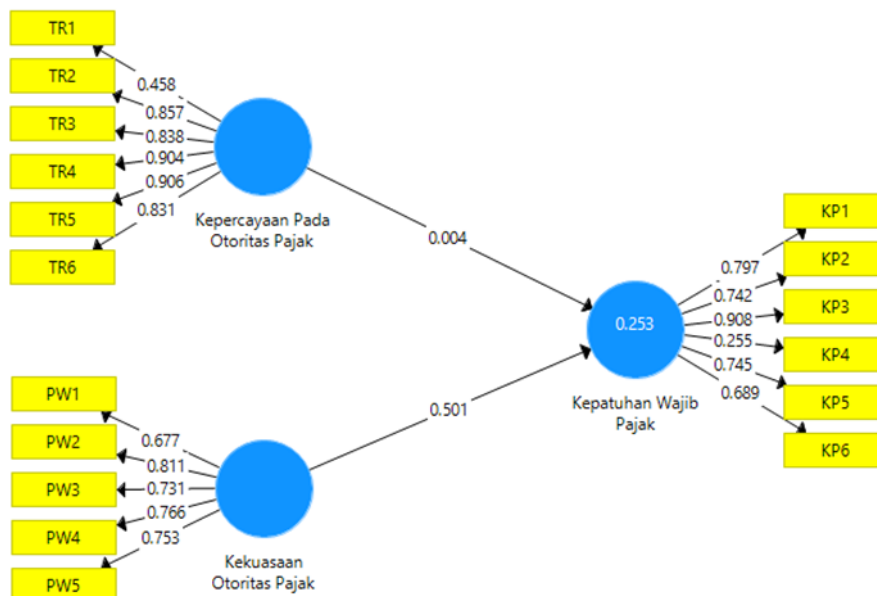 TR1
TR2
TR3
TR4
TR5
TR6
0.458
0.857
0.838
0.904
0.906
0.831
Kepercayaan Pada
Otoritas Pajak
0.004
PW1
PW2
PW3
PW4
PW5
0.677
0.811
0.731
0.766
0.753
Kekuasaan
Otoritas Pajak
0.501
0.253
Kepatuhan Wajib
Pajak
0.797
0.742
0.908
0.255
0.745
0.689
KP1
KP2
KP3
KP4
KP5
KP6